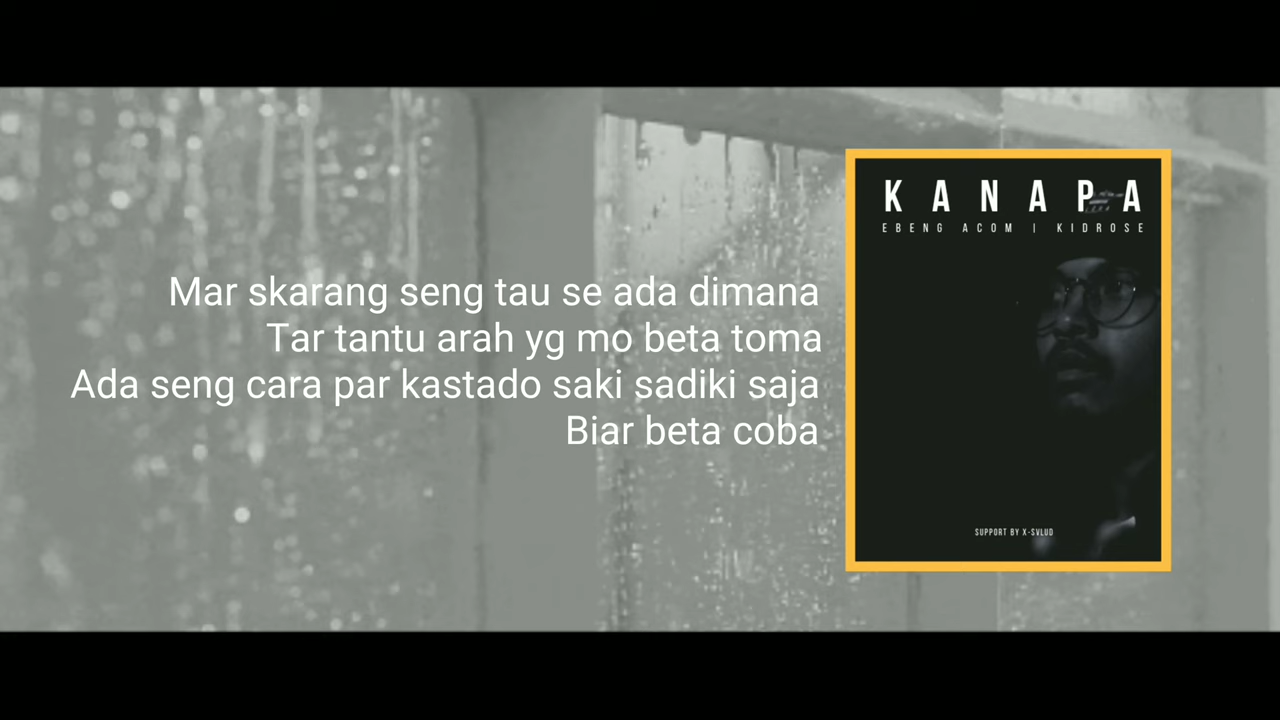 Mar skarang seng tau se ada dimana
Tar tantu arah yg mo beta toma
Ada seng cara par kastado saki sadiki saja
Biar beta coba
KANAPA
EBENG ACOM | KIDROSE
SUPPORT BY X-SVLUD